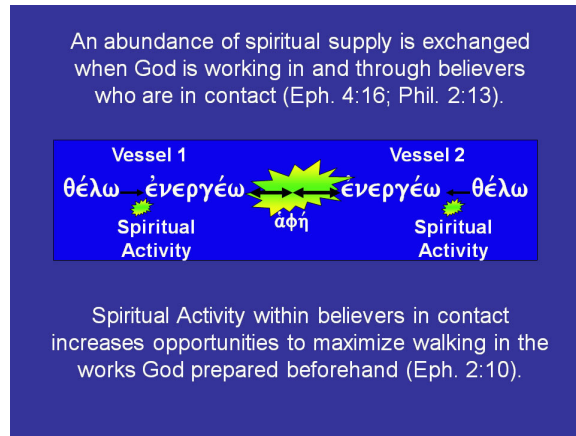 An abundance of spiritual supply is exchanged
when God is working in and through believers
who are in contact (Eph. 4:16; Phil. 2:13).
Vessel 1 Vessel 2
θέλω ἐνεργέω ἐνεργέω θέλω
ἁφή
Spiritual Spiritual
Activity Activity
Spiritual Activity within believers in contact
increases opportunities to maximize walking in the
works God prepared beforehand (Eph. 2:10).